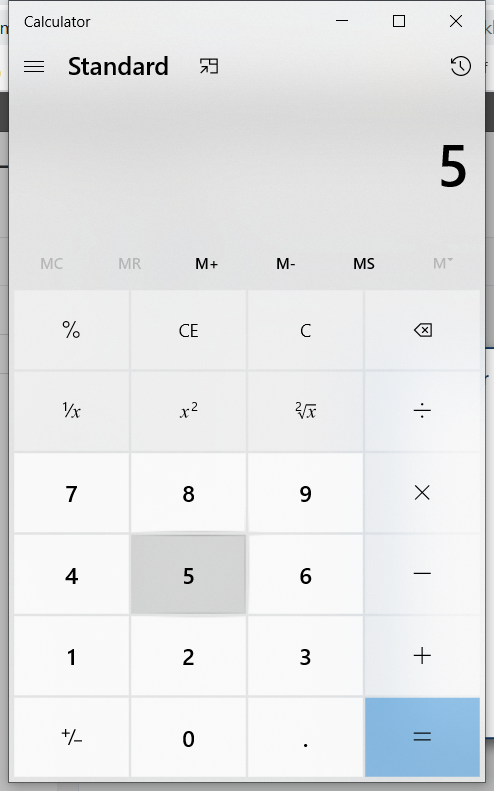 Calculator
Standard
5
MC MR M+ M- MS M˅
% CE C
¹/x x² ²√x ÷
7 8 9 ×
4 5 6 −
1 2 3 +
+/− 0 . =